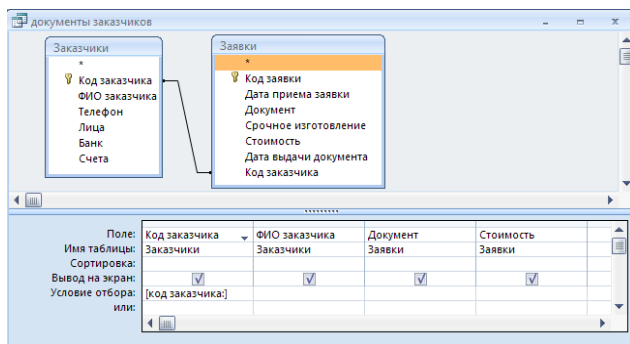 документы заказчиков
Заказчики
*
Код заказчика
ФИО заказчика
Телефон
Лица
Банк
Счета
Заявки
*
Код заявки
Дата приема заявки
Документ
Срочное изготовление
Стоимость
Дата выдачи документа
Код заказчика
Поле: Код заказчика ФИО заказчика Документ Стоимость
Имя таблицы: Заказчики Заказчики Заявки Заявки
Сортировка:
Вывод на экран:
Условие отбора: [код заказчика:]
или: